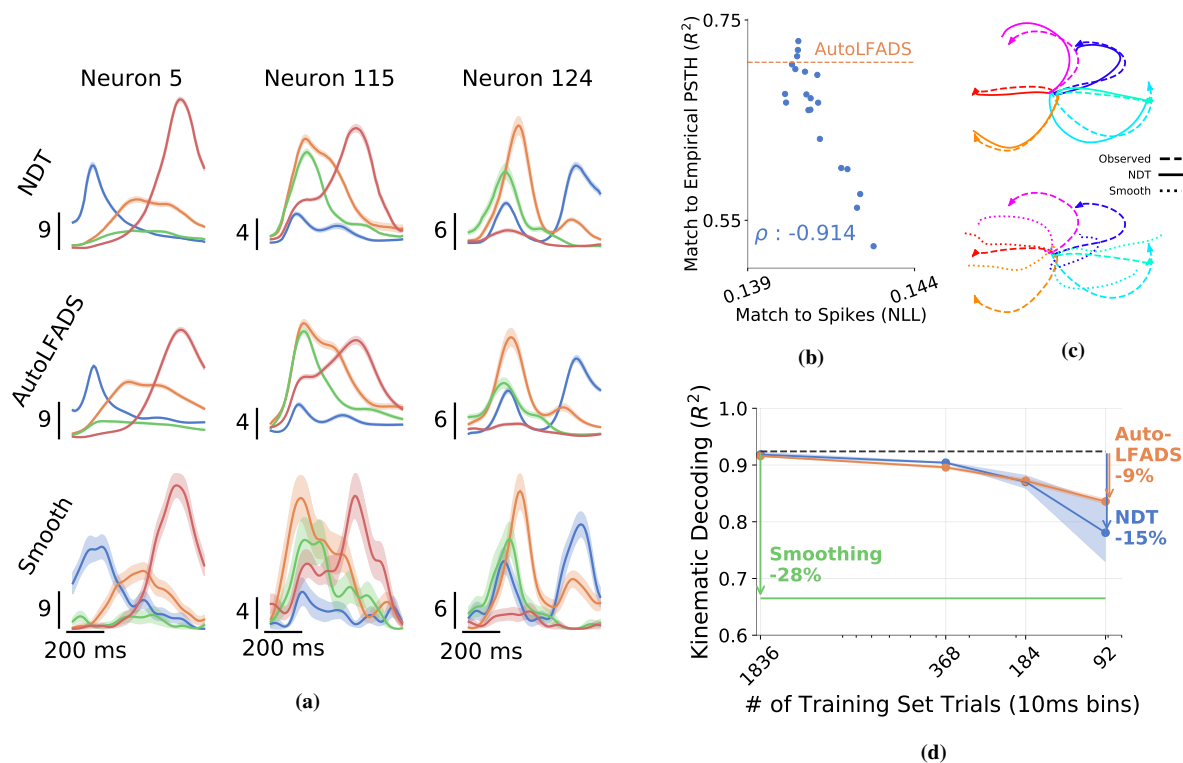 Neuron 5
Neuron 115
Neuron 124
NDT
9
4
6
AutoLFADS
9
4
6
Smooth
9
4
6
200 ms
200 ms
200 ms
(a)
Match to Empirical PSTH (R²)
0.75
0.55
AutoLFADS
ρ : -0.914
0.139
0.144
Match to Spikes (NLL)
(b)
Observed
NDT
Smooth
(c)
Kinematic Decoding (R²)
1.0
0.9
0.8
0.7
0.6
Auto-
LFADS
-9%
NDT
-15%
Smoothing
-28%
1836
368
184
92
# of Training Set Trials (10ms bins)
(d)